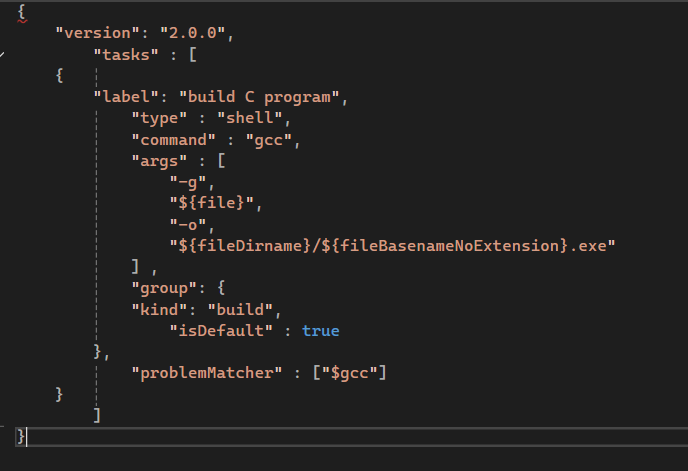 {
    "version": "2.0.0",
        "tasks" : [
    {
        "label": "build C program",
            "type" : "shell",
            "command" : "gcc",
            "args" : [
                "-g",
                "${file}",
                "-o",
                "${fileDirname}/${fileBasenameNoExtension}.exe"
            ] ,
            "group": {
            "kind": "build",
                "isDefault" : true
        },
            "problemMatcher" : ["$gcc"]
    }
        ]
}